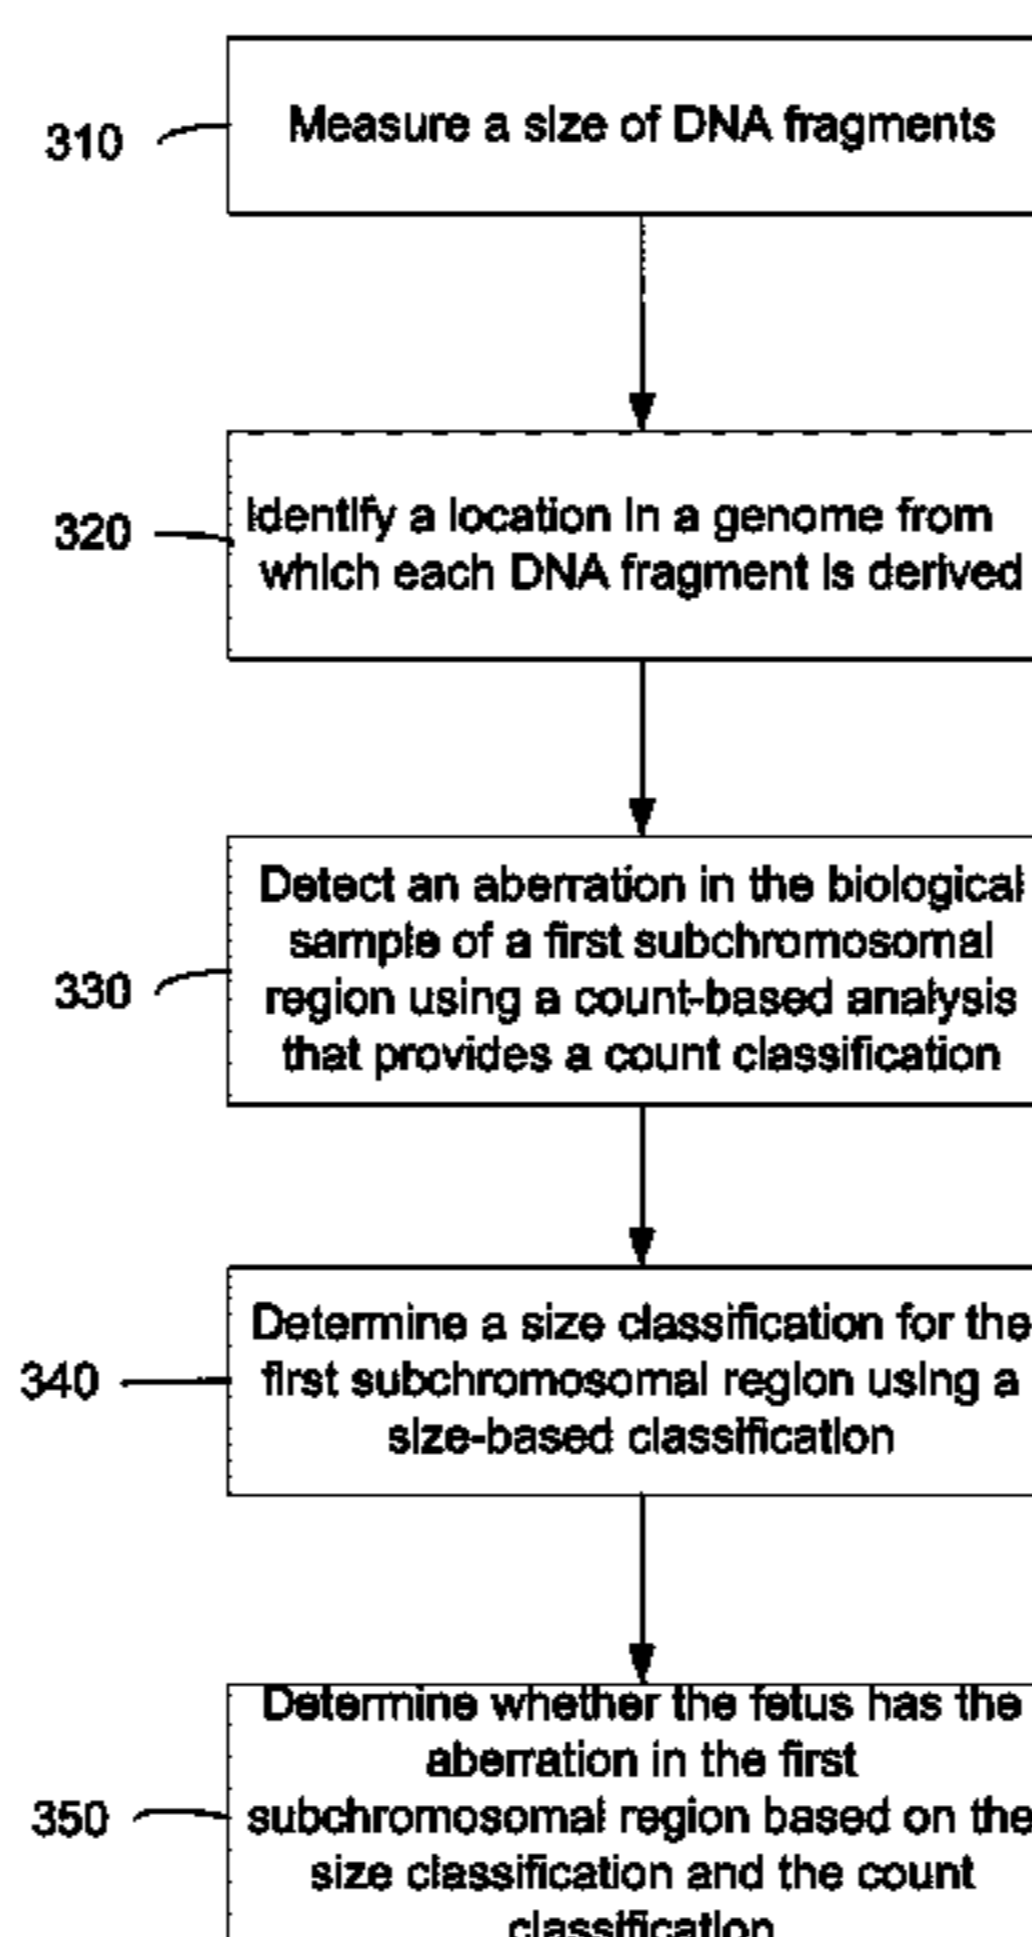 310
Measure a size of DNA fragments
320
Identify a location in a genome from
which each DNA fragment is derived
330
Detect an aberration in the biological
sample of a first subchromosomal
region using a count-based analysis
that provides a count classification
340
Determine a size classification for the
first subchromosomal region using a
size-based classification
350
Determine whether the fetus has the
aberration in the first
subchromosomal region based on the
size classification and the count
classification